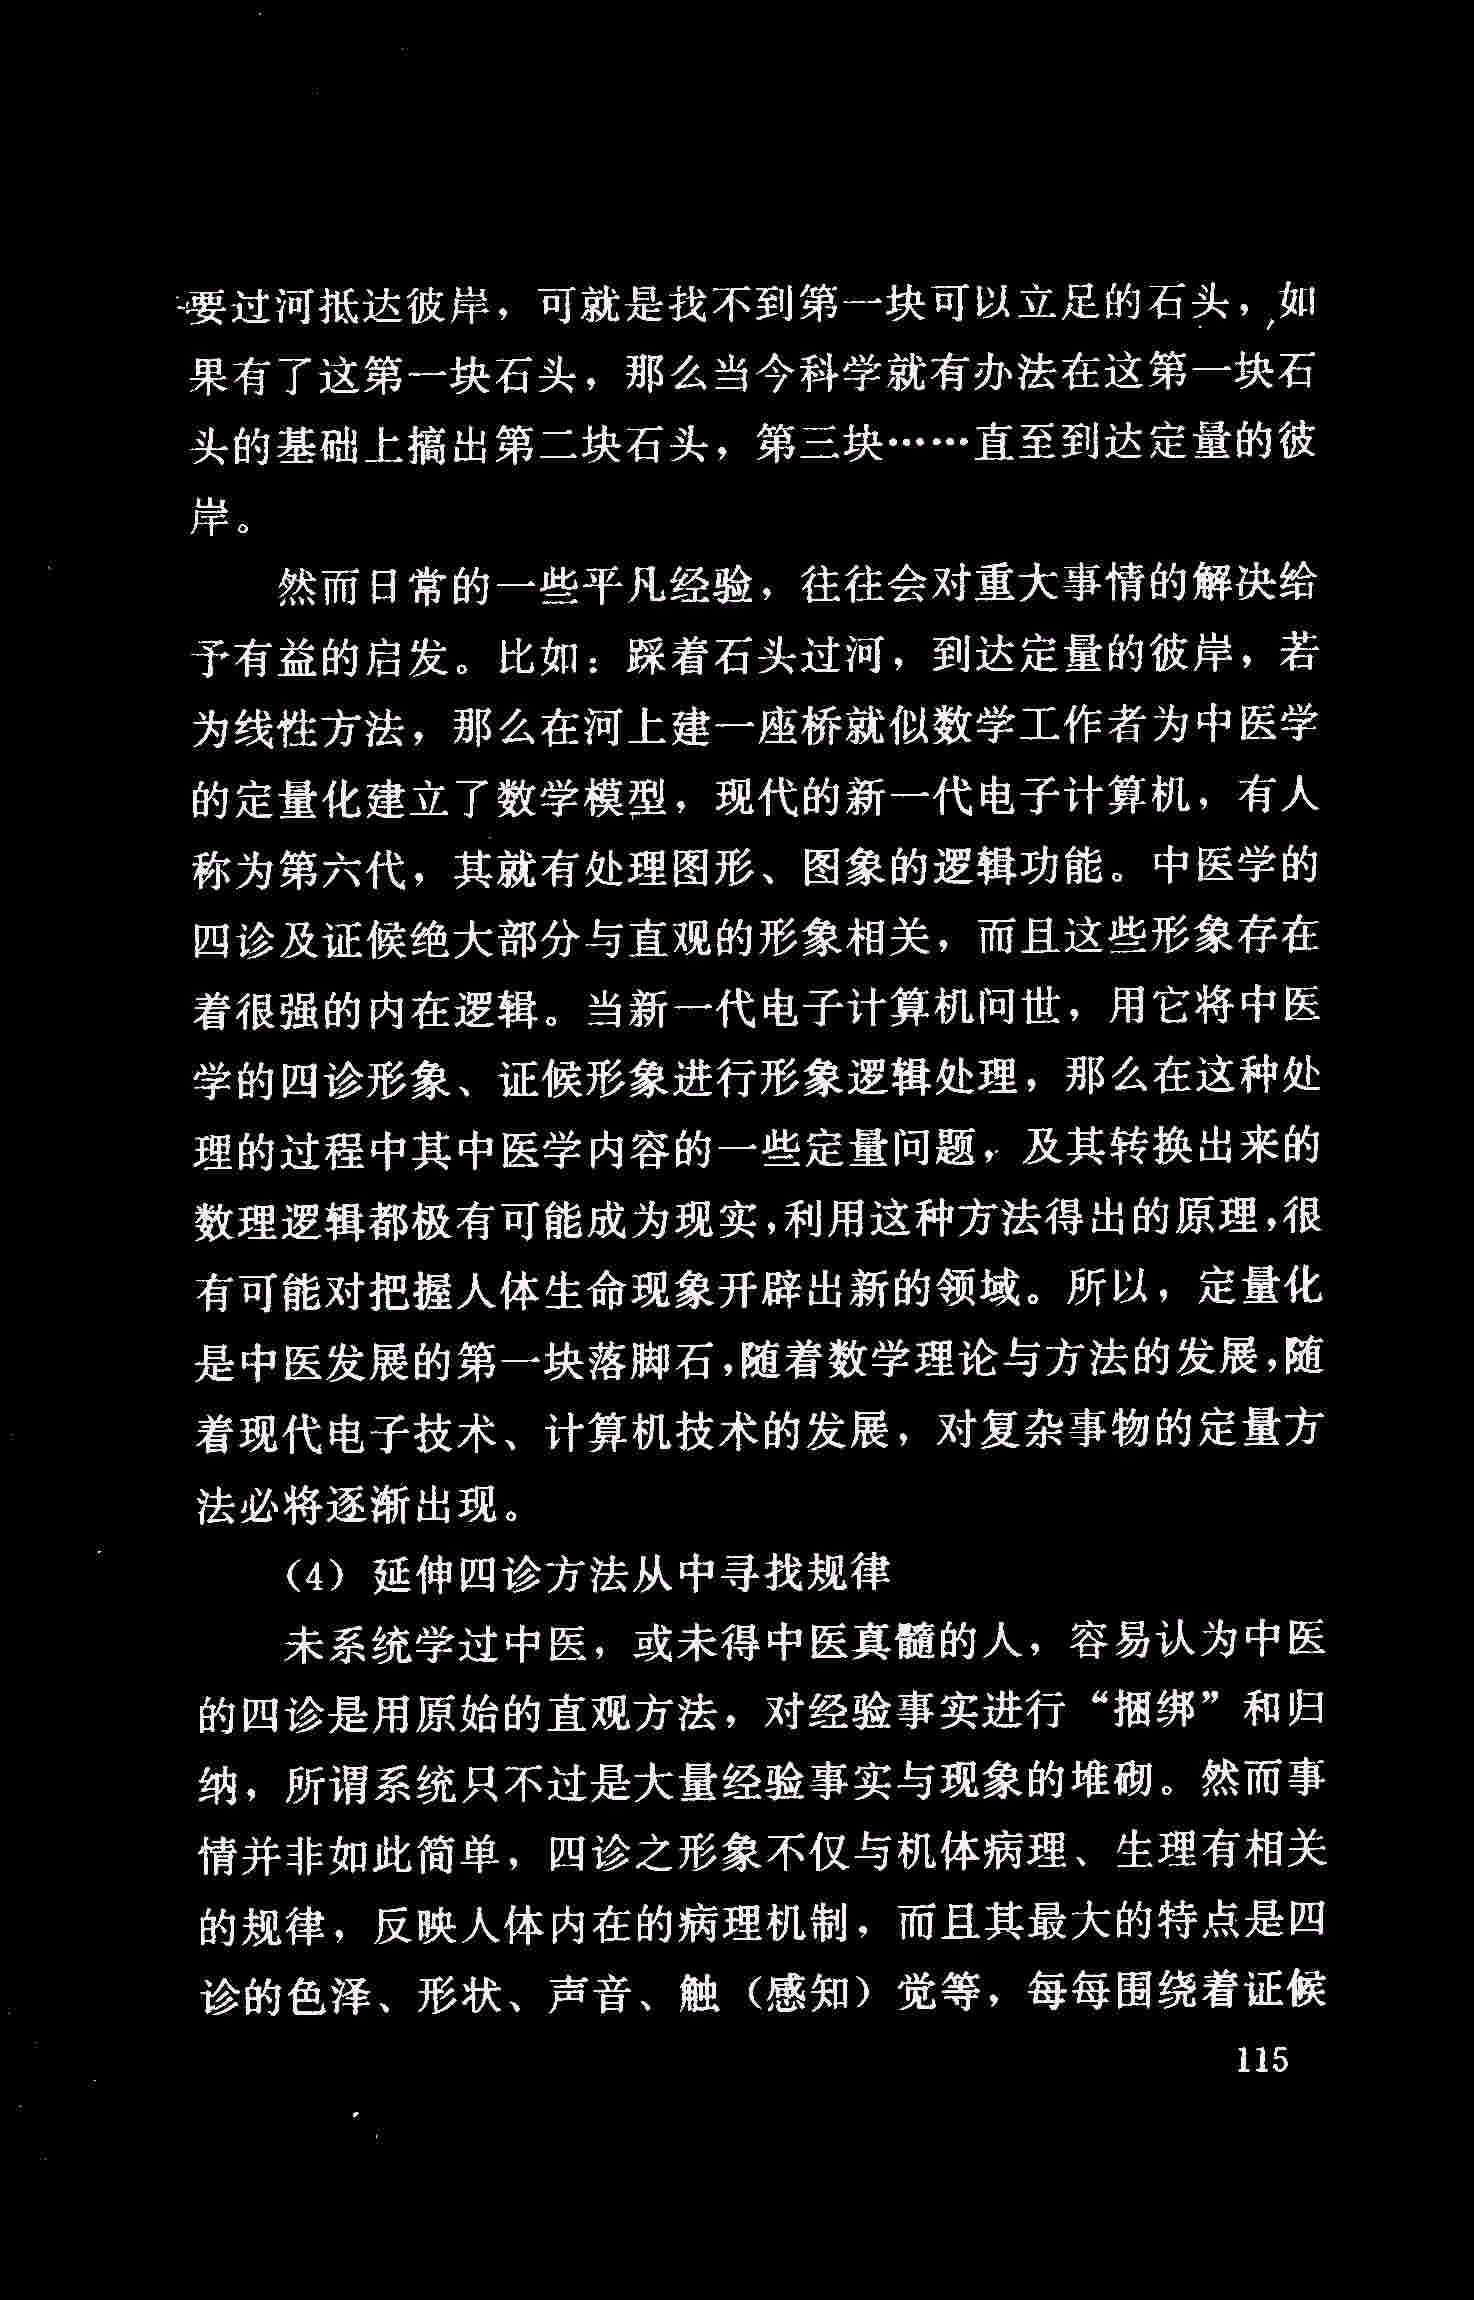 要过河抵达彼岸，可就是找不到第一块可以立足的石头，如
果有了这第一块石头，那么当今科学就有办法在这第一块石
头的基础上搞出第二块石头，第三块……直至到达定量的彼
岸。
然而日常的一些平凡经验，往往会对重大事情的解决给
予有益的启发。比如：踩着石头过河，到达定量的彼岸，若
为线性方法，那么在河上建一座桥就似数学工作者为中医学
的定量化建立了数学模型，现代的新一代电子计算机，有人
称为第六代，其就有处理图形、图象的逻辑功能。中医学的
四诊及证候绝大部分与直观的形象相关，而且这些形象存在
着很强的内在逻辑。当新一代电子计算机问世，用它将中医
学的四诊形象、证候形象进行形象逻辑处理，那么在这种处
理的过程中其中医学内容的一些定量问题，及其转换出来的
数理逻辑都极有可能成为现实，利用这种方法得出的原理，很
有可能对把握人体生命现象开辟出新的领域。所以，定量化
是中医发展的第一块落脚石，随着数学理论与方法的发展，随
着现代电子技术、计算机技术的发展，对复杂事物的定量方
法必将逐渐出现。
（4）延伸四诊方法从中寻找规律
未系统学过中医，或未得中医真髓的人，容易认为中医
的四诊是用原始的直观方法，对经验事实进行“捆绑”和归
纳，所谓系统只不过是大量经验事实与现象的堆砌。然而事
情并非如此简单，四诊之形象不仅与机体病理、生理有相关
的规律，反映人体内在的病理机制，而且其最大的特点是四
诊的色泽、形状、声音、触（感知）觉等，每每围绕着证候
115